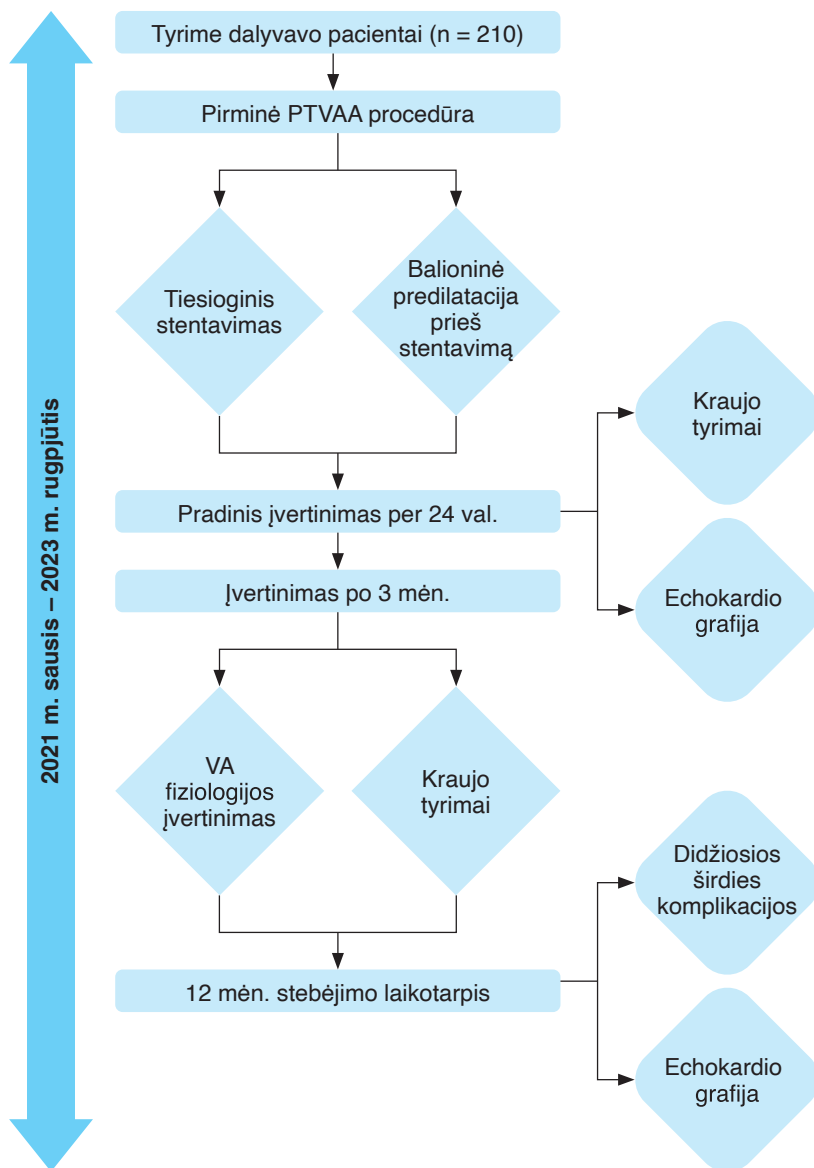 Tyrime dalyvavo pacientai (n = 210)
Pirminė PTVAA procedūra
Tiesioginis
stentavimas
Balioninė
predilatacija
prieš
stentavimą
Pradinis įvertinimas per 24 val.
Kraujo
tyrimai
Echokardio
grafija
Įvertinimas po 3 mėn.
VA
fiziologijos
įvertinimas
Kraujo
tyrimai
12 mėn. stebėjimo laikotarpis
Didžiosios
širdies
komplikacijos
Echokardio
grafija
2021 m. sausis – 2023 m. rugpjūtis